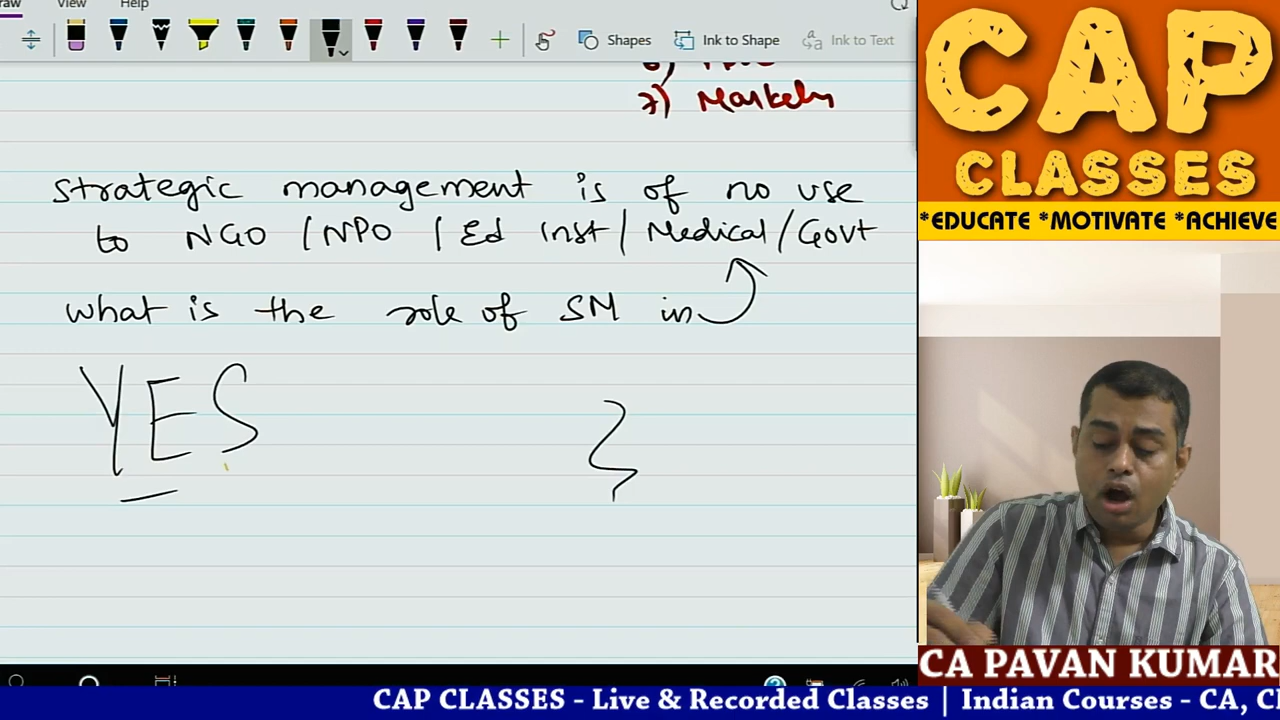 View
Help
Shapes
Ink to Shape
Ink to Text
7) Markets
strategic management is of no use
to NGO / NPO / Ed Inst / Medical / Govt
what is the role of SM in
YES
CAP
CLASSES
*EDUCATE *MOTIVATE *ACHIEVE
CA PAVAN KUMAR
CAP CLASSES - Live & Recorded Classes | Indian Courses - CA,